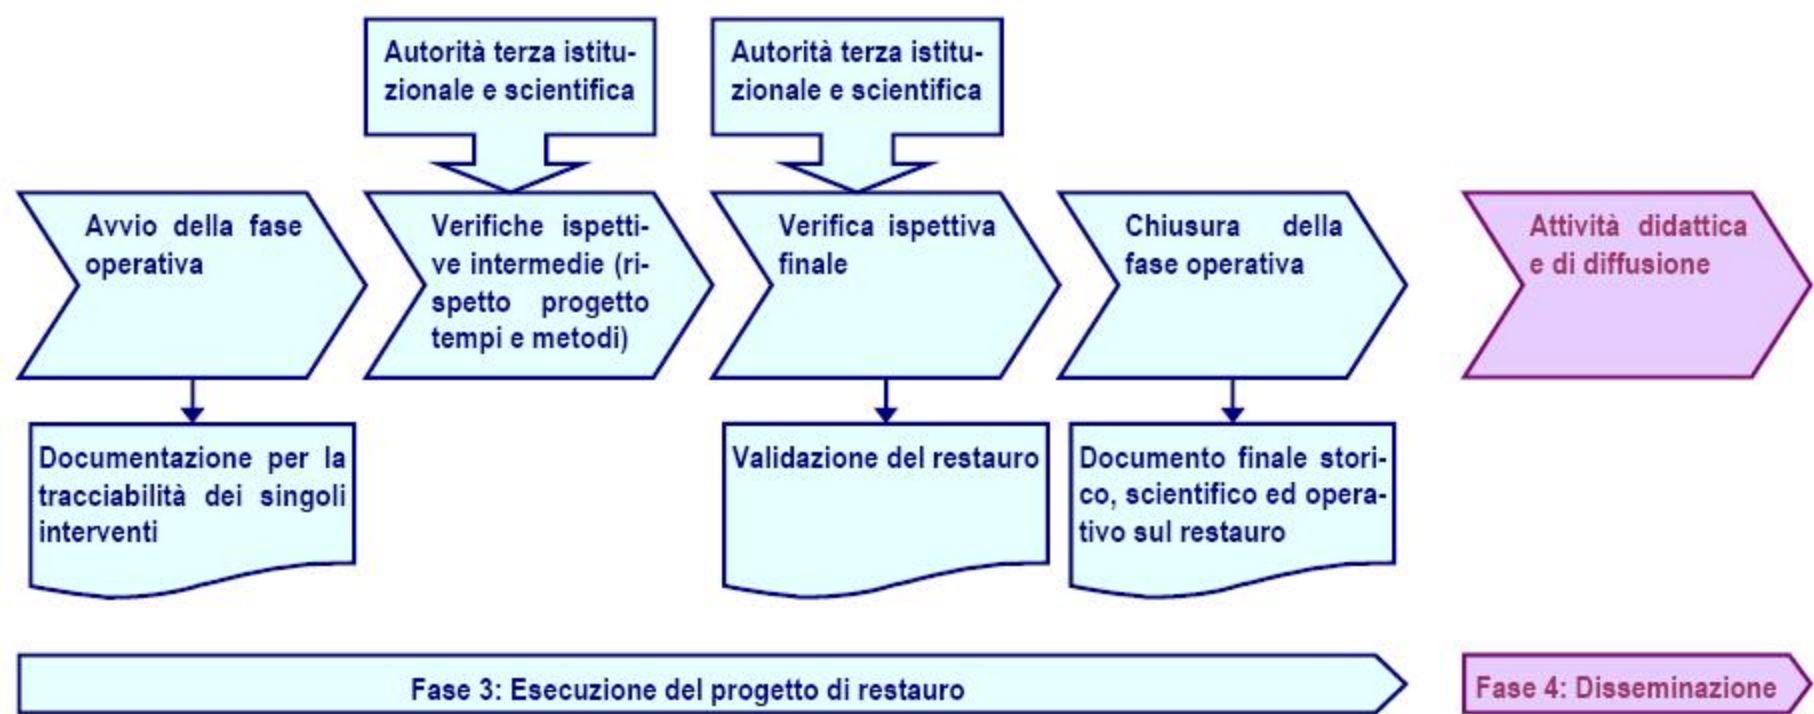 Autorità terza istitu-
zionale e scientifica
Autorità terza istitu-
zionale e scientifica
Avvio della fase
operativa
Verifiche ispetti-
ve intermedie (ri-
spetto progetto
tempi e metodi)
Verifica ispettiva
finale
Chiusura della
fase operativa
Attività didattica
e di diffusione
Documentazione per la
tracciabilità dei singoli
interventi
Validazione del restauro
Documento finale stori-
co, scientifico ed opera-
tivo sul restauro
Fase 3: Esecuzione del progetto di restauro
Fase 4: Disseminazione